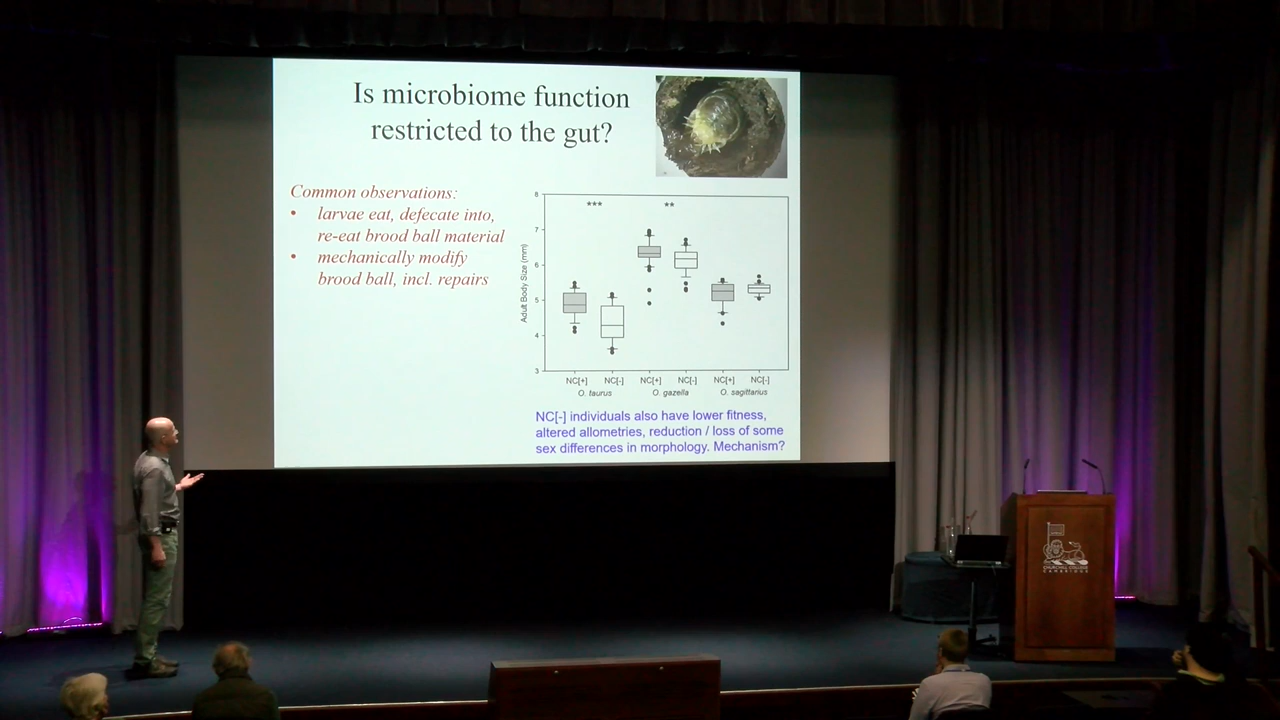 Is microbiome function
restricted to the gut?
Common observations:
• larvae eat, defecate into,
re-eat brood ball material
• mechanically modify
brood ball, incl. repairs
8
7
6
5
4
3
Adult Body Size (mm)
***
**
NC[+] NC[-] NC[+] NC[-] NC[+] NC[-]
O. taurus O. gazella O. sagittarius
NC[-] individuals also have lower fitness,
altered allometries, reduction / loss of some
sex differences in morphology. Mechanism?
CHURCHILL COLLEGE
CAMBRIDGE